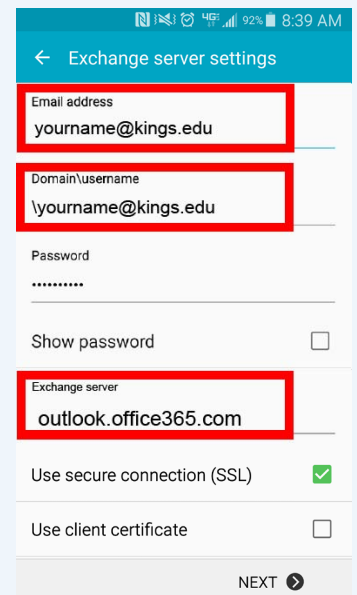 4G 92% 8:39 AM
Exchange server settings
Email address
yourname@kings.edu
Domain\username
\yourname@kings.edu
Password
••••••••••
Show password
Exchange server
outlook.office365.com
Use secure connection (SSL)
Use client certificate
NEXT